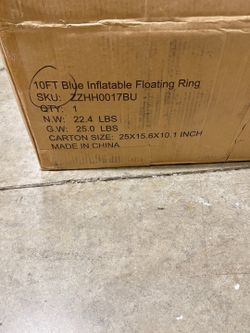 10FT Blue Inflatable Floating Ring
SKU: ZZHH0017BU
QTY: 1
N.W: 22.4 LBS
G.W: 25.0 LBS
CARTON SIZE: 25X15.6X10.1 INCH
MADE IN CHINA